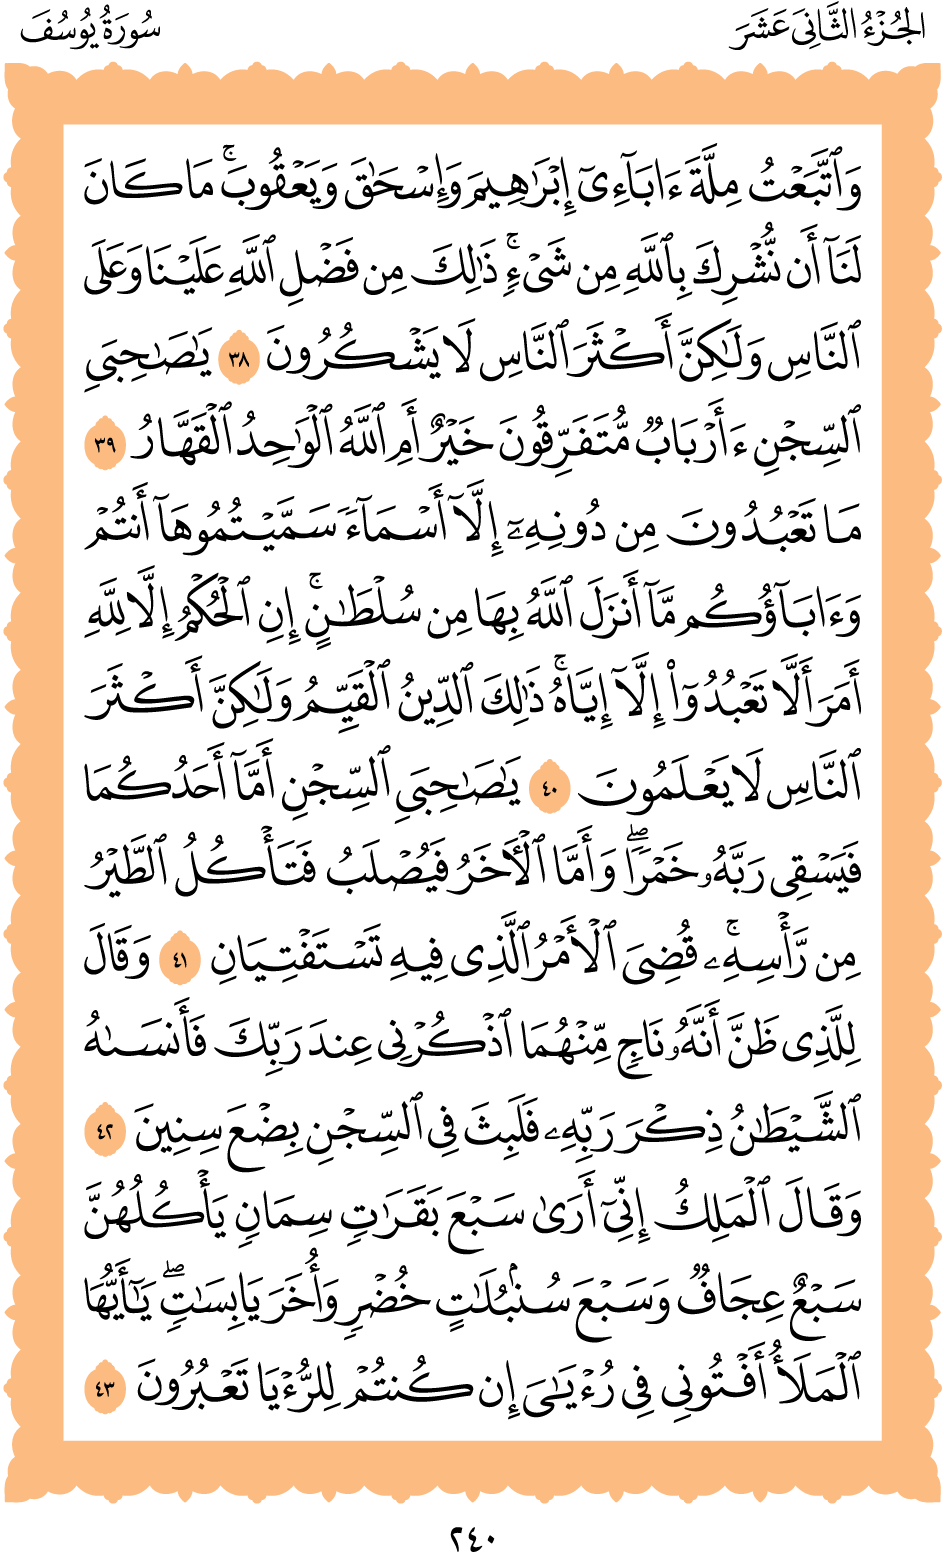 الجُزْءُ الثَّانِيَ عَشَرَ
سُورَةُ يُوسُفَ
وَٱتَّبَعْتُ مِلَّةَ ءَابَآءِىٓ إِبْرَٰهِيمَ وَإِسْحَٰقَ وَيَعْقُوبَ ۚ مَا كَانَ
لَنَآ أَن نُّشْرِكَ بِٱللَّهِ مِن شَىْءٍ ۚ ذَٰلِكَ مِن فَضْلِ ٱللَّهِ عَلَيْنَا وَعَلَى
ٱلنَّاسِ وَلَٰكِنَّ أَكْثَرَ ٱلنَّاسِ لَا يَشْكُرُونَ ٣٨ يَٰصَٰحِبَىِ
ٱلسِّجْنِ ءَأَرْبَابٌ مُّتَفَرِّقُونَ خَيْرٌ أَمِ ٱللَّهُ ٱلْوَٰحِدُ ٱلْقَهَّارُ ٣٩
مَا تَعْبُدُونَ مِن دُونِهِۦٓ إِلَّآ أَسْمَآءً سَمَّيْتُمُوهَآ أَنتُمْ
وَءَابَآؤُكُم مَّآ أَنزَلَ ٱللَّهُ بِهَا مِن سُلْطَٰنٍ ۚ إِنِ ٱلْحُكْمُ إِلَّا لِلَّهِ
أَمَرَ أَلَّا تَعْبُدُوٓا۟ إِلَّآ إِيَّاهُ ۚ ذَٰلِكَ ٱلدِّينُ ٱلْقَيِّمُ وَلَٰكِنَّ أَكْثَرَ
ٱلنَّاسِ لَا يَعْلَمُونَ ٤٠ يَٰصَٰحِبَىِ ٱلسِّجْنِ أَمَّآ أَحَدُكُمَا
فَيَسْقِى رَبَّهُۥ خَمْرًا ۖ وَأَمَّا ٱلْءَاخَرُ فَيُصْلَبُ فَتَأْكُلُ ٱلطَّيْرُ
مِن رَّأْسِهِۦ ۚ قُضِىَ ٱلْأَمْرُ ٱلَّذِى فِيهِ تَسْتَفْتِيَانِ ٤١ وَقَالَ
لِلَّذِى ظَنَّ أَنَّهُۥ نَاجٍ مِّنْهُمَا ٱذْكُرْنِى عِندَ رَبِّكَ فَأَنسَىٰهُ
ٱلشَّيْطَٰنُ ذِكْرَ رَبِّهِۦ فَلَبِثَ فِى ٱلسِّجْنِ بِضْعَ سِنِينَ ٤٢
وَقَالَ ٱلْمَلِكُ إِنِّىٓ أَرَىٰ سَبْعَ بَقَرَٰتٍ سِمَانٍ يَأْكُلُهُنَّ
سَبْعٌ عِجَافٌ وَسَبْعَ سُنۢبُلَٰتٍ خُضْرٍ وَأُخَرَ يَابِسَٰتٍ ۖ يَٰٓأَيُّهَا
ٱلْمَلَأُ أَفْتُونِى فِى رُءْيَٰىَ إِن كُنتُمْ لِلرُّءْيَا تَعْبُرُونَ ٤٣
٢٤٠